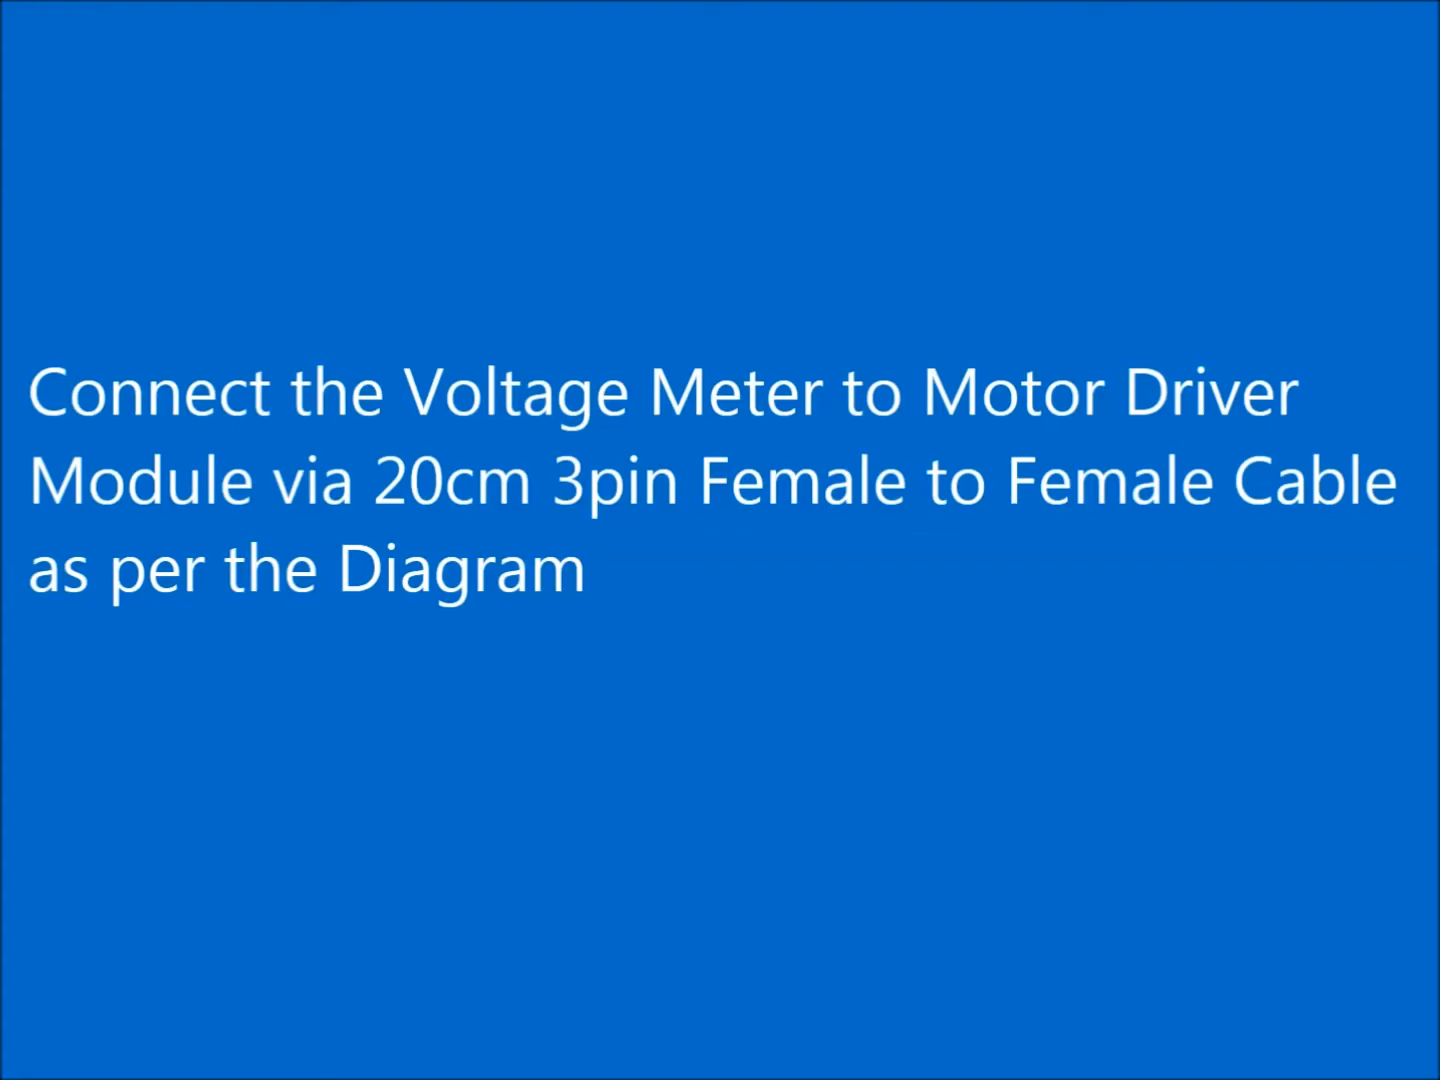 Connect the Voltage Meter to Motor Driver
Module via 20cm 3pin Female to Female Cable
as per the Diagram